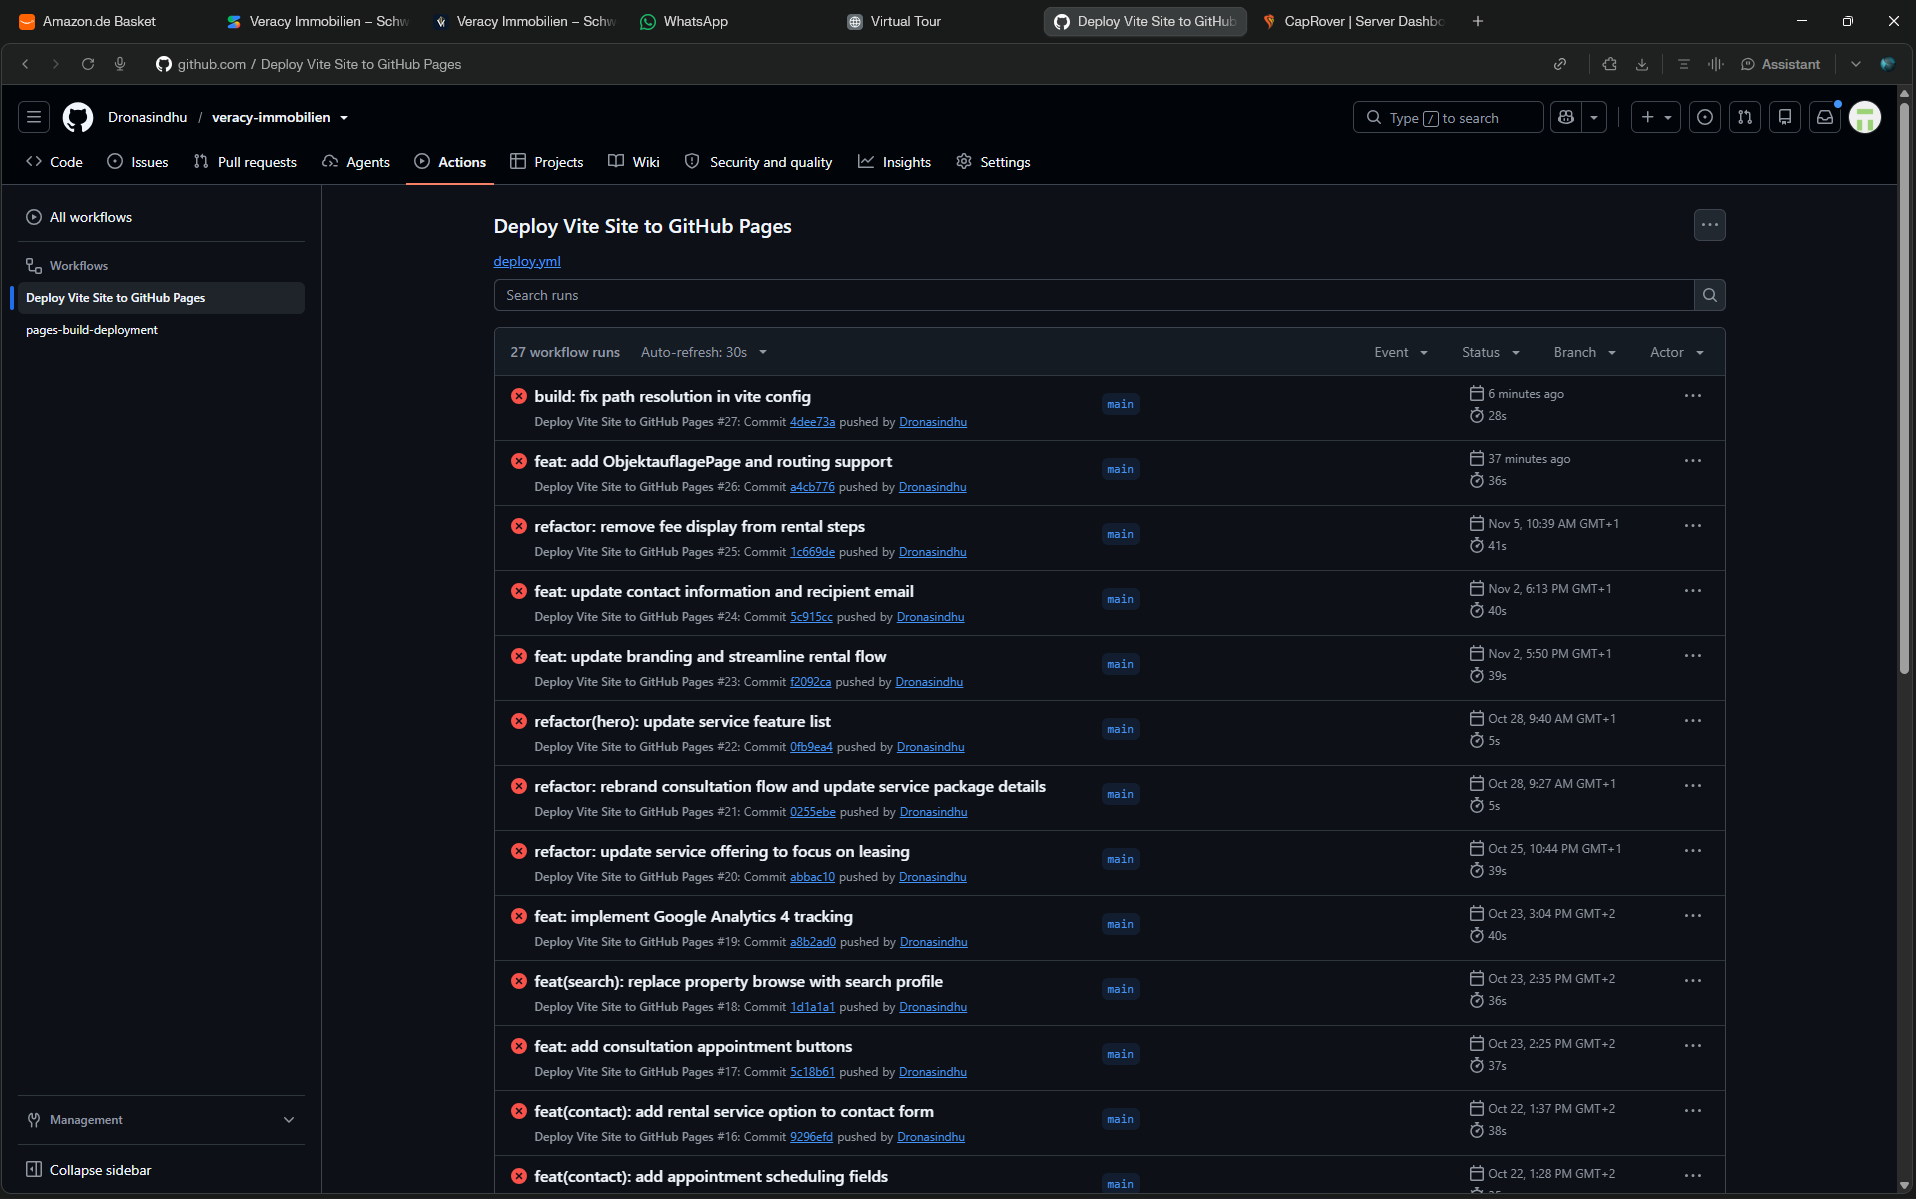 Amazon.de Basket
Veracy Immobilien – Schw
Veracy Immobilien – Schw
WhatsApp
Virtual Tour
Deploy Vite Site to GitHub
CapRover | Server Dashbo
github.com / Deploy Vite Site to GitHub Pages
Assistant
Dronasindhu / veracy-immobilien
Type / to search
Code
Issues
Pull requests
Agents
Actions
Projects
Wiki
Security and quality
Insights
Settings
All workflows
Workflows
Deploy Vite Site to GitHub Pages
pages-build-deployment
Management
Collapse sidebar
Deploy Vite Site to GitHub Pages
deploy.yml
Search runs
27 workflow runs
Auto-refresh: 30s
Event
Status
Branch
Actor
build: fix path resolution in vite config
Deploy Vite Site to GitHub Pages #27: Commit 4dee73a pushed by Dronasindhu
main
6 minutes ago
28s
feat: add ObjektauflagePage and routing support
Deploy Vite Site to GitHub Pages #26: Commit a4cb776 pushed by Dronasindhu
main
37 minutes ago
36s
refactor: remove fee display from rental steps
Deploy Vite Site to GitHub Pages #25: Commit 1c669de pushed by Dronasindhu
main
Nov 5, 10:39 AM GMT+1
41s
feat: update contact information and recipient email
Deploy Vite Site to GitHub Pages #24: Commit 5c915cc pushed by Dronasindhu
main
Nov 2, 6:13 PM GMT+1
40s
feat: update branding and streamline rental flow
Deploy Vite Site to GitHub Pages #23: Commit f2092ca pushed by Dronasindhu
main
Nov 2, 5:50 PM GMT+1
39s
refactor(hero): update service feature list
Deploy Vite Site to GitHub Pages #22: Commit 0fb9ea4 pushed by Dronasindhu
main
Oct 28, 9:40 AM GMT+1
5s
refactor: rebrand consultation flow and update service package details
Deploy Vite Site to GitHub Pages #21: Commit 0255ebe pushed by Dronasindhu
main
Oct 28, 9:27 AM GMT+1
5s
refactor: update service offering to focus on leasing
Deploy Vite Site to GitHub Pages #20: Commit abbac10 pushed by Dronasindhu
main
Oct 25, 10:44 PM GMT+1
39s
feat: implement Google Analytics 4 tracking
Deploy Vite Site to GitHub Pages #19: Commit a8b2ad0 pushed by Dronasindhu
main
Oct 23, 3:04 PM GMT+2
40s
feat(search): replace property browse with search profile
Deploy Vite Site to GitHub Pages #18: Commit 1d1a1a1 pushed by Dronasindhu
main
Oct 23, 2:35 PM GMT+2
36s
feat: add consultation appointment buttons
Deploy Vite Site to GitHub Pages #17: Commit 5c18b61 pushed by Dronasindhu
main
Oct 23, 2:25 PM GMT+2
37s
feat(contact): add rental service option to contact form
Deploy Vite Site to GitHub Pages #16: Commit 9296efd pushed by Dronasindhu
main
Oct 22, 1:37 PM GMT+2
38s
feat(contact): add appointment scheduling fields
main
Oct 22, 1:28 PM GMT+2